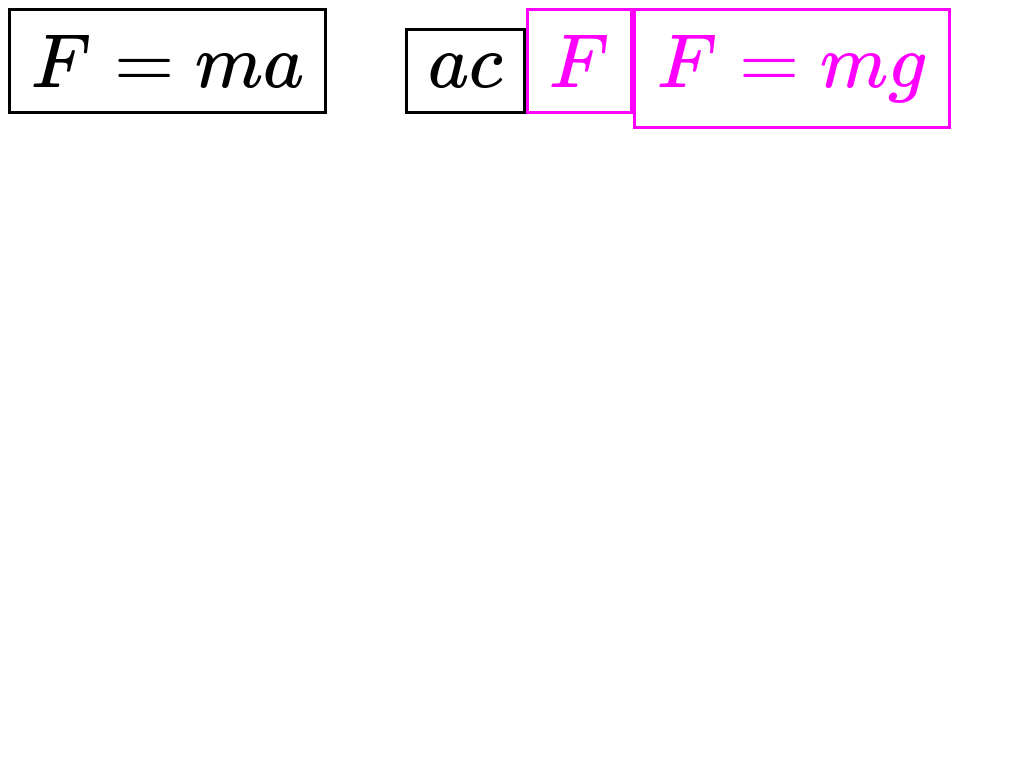 F = ma ac F F = mg